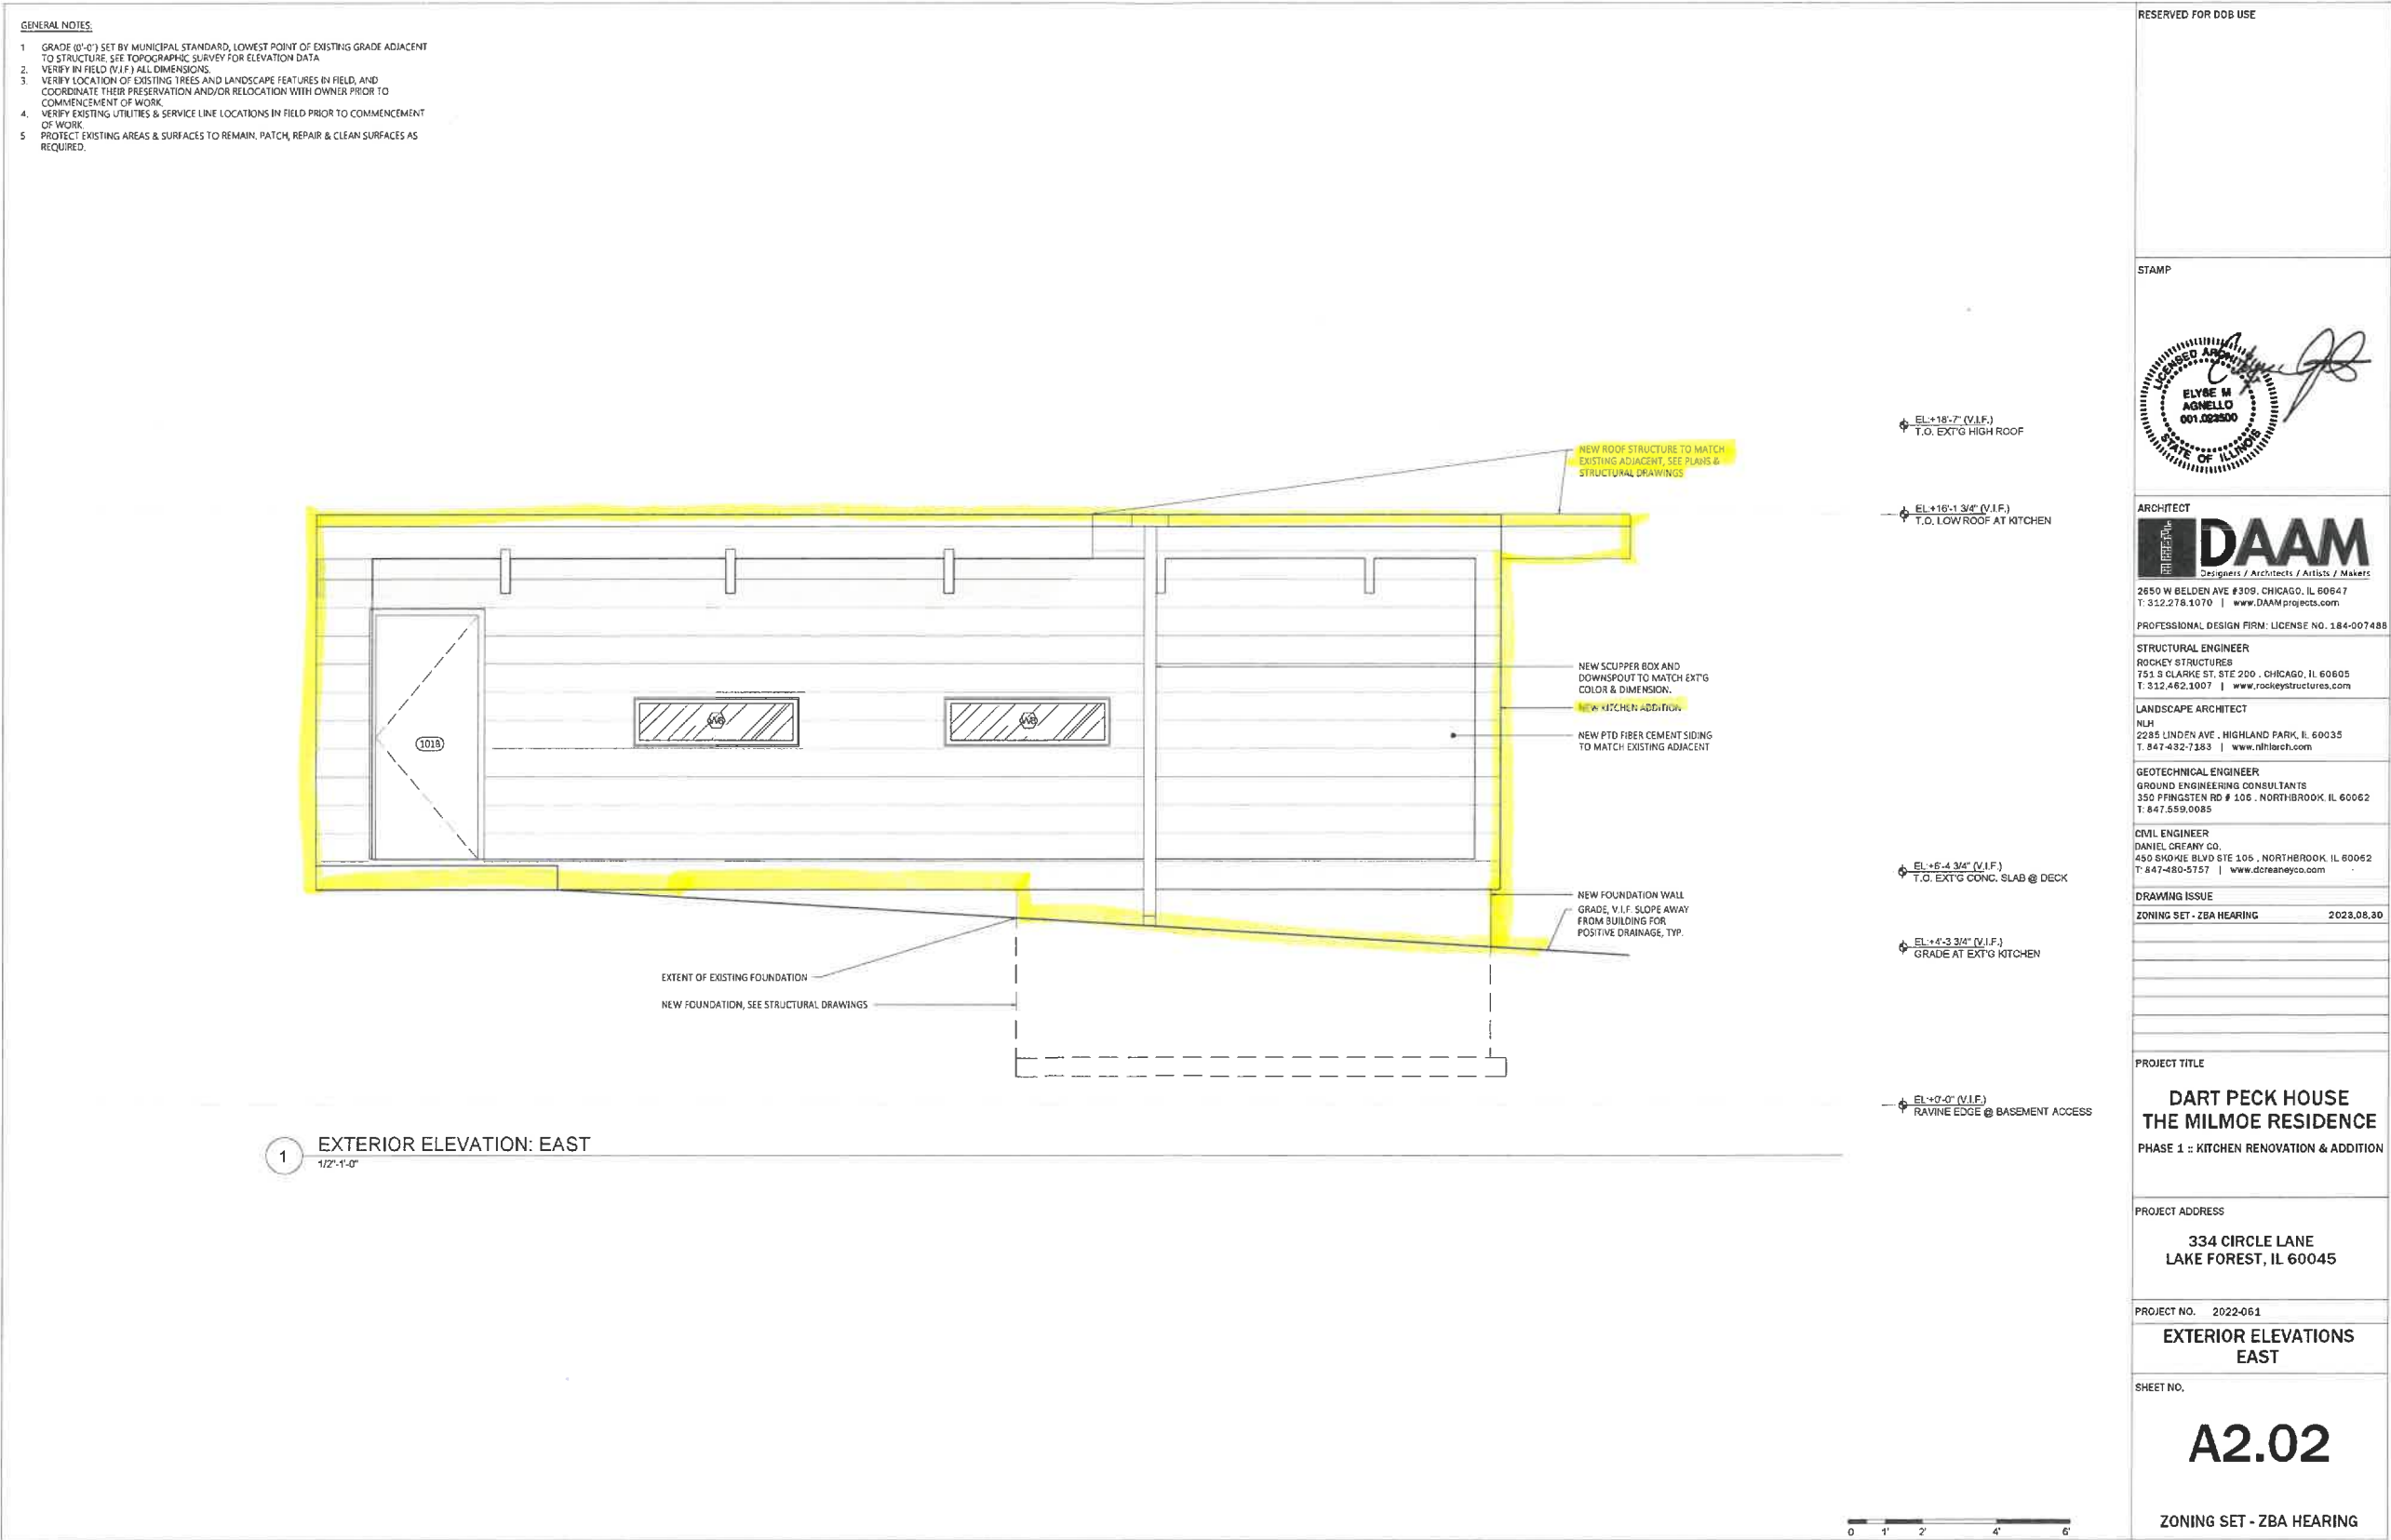 GENERAL NOTES:
1 GRADE (0'-0") SET BY MUNICIPAL STANDARD, LOWEST POINT OF EXISTING GRADE ADJACENT
TO STRUCTURE, SEE TOPOGRAPHIC SURVEY FOR ELEVATION DATA
2. VERIFY IN FIELD (V.I.F.) ALL DIMENSIONS.
3. VERIFY LOCATION OF EXISTING TREES AND LANDSCAPE FEATURES IN FIELD, AND
COORDINATE THEIR PRESERVATION AND/OR RELOCATION WITH OWNER PRIOR TO
COMMENCEMENT OF WORK.
4. VERIFY EXISTING UTILITIES & SERVICE LINE LOCATIONS IN FIELD PRIOR TO COMMENCEMENT
OF WORK.
5 PROTECT EXISTING AREAS & SURFACES TO REMAIN, PATCH, REPAIR & CLEAN SURFACES AS
REQUIRED.
NEW ROOF STRUCTURE TO MATCH
EXISTING ADJACENT, SEE PLANS &
STRUCTURAL DRAWINGS
EL:+18'-7" (V.I.F.)
T.O. EXT'G HIGH ROOF
EL:+16'-1 3/4" (V.I.F.)
T.O. LOW ROOF AT KITCHEN
NEW SCUPPER BOX AND
DOWNSPOUT TO MATCH EXT'G
COLOR & DIMENSION.
NEW KITCHEN ADDITION
NEW PTD FIBER CEMENT SIDING
TO MATCH EXISTING ADJACENT
101B
EL:+6'-4 3/4" (V.I.F.)
T.O. EXT'G CONC. SLAB @ DECK
NEW FOUNDATION WALL
GRADE, V.I.F. SLOPE AWAY
FROM BUILDING FOR
POSITIVE DRAINAGE, TYP.
EL:+4'-3 3/4" (V.I.F.)
GRADE AT EXT'G KITCHEN
EXTENT OF EXISTING FOUNDATION
NEW FOUNDATION, SEE STRUCTURAL DRAWINGS
EL:+0'-0" (V.I.F.)
RAVINE EDGE @ BASEMENT ACCESS
1 EXTERIOR ELEVATION: EAST
1/2"-1'-0"
0 1' 2' 4' 6'
RESERVED FOR DOB USE
STAMP
LICENSED ARCHITECT
ELYSE M
AGNELLO
001.023500
STATE OF ILLINOIS
ARCHITECT
DAAM
Designers / Architects / Artists / Makers
2650 W BELDEN AVE #309, CHICAGO, IL 60647
T: 312.278.1070 | www.DAAMprojects.com
PROFESSIONAL DESIGN FIRM: LICENSE NO. 184-007488
STRUCTURAL ENGINEER
ROCKEY STRUCTURES
751 S CLARKE ST, STE 200 . CHICAGO, IL 60605
T: 312.462.1007 | www.rockeystructures.com
LANDSCAPE ARCHITECT
NLH
2285 LINDEN AVE . HIGHLAND PARK, IL 60035
T. 847-432-7183 | www.nlhlarch.com
GEOTECHNICAL ENGINEER
GROUND ENGINEERING CONSULTANTS
350 PFINGSTEN RD # 106 . NORTHBROOK, IL 60062
T: 847.559.0085
CIVIL ENGINEER
DANIEL CREANY CO.
450 SKOKIE BLVD STE 105 , NORTHBROOK, IL 60062
T: 847-480-5757 | www.dcreaneyco.com
DRAWING ISSUE
ZONING SET - ZBA HEARING 2023.08.30
PROJECT TITLE
DART PECK HOUSE
THE MILMOE RESIDENCE
PHASE 1 :: KITCHEN RENOVATION & ADDITION
PROJECT ADDRESS
334 CIRCLE LANE
LAKE FOREST, IL 60045
PROJECT NO. 2022-061
EXTERIOR ELEVATIONS
EAST
SHEET NO.
A2.02
ZONING SET - ZBA HEARING